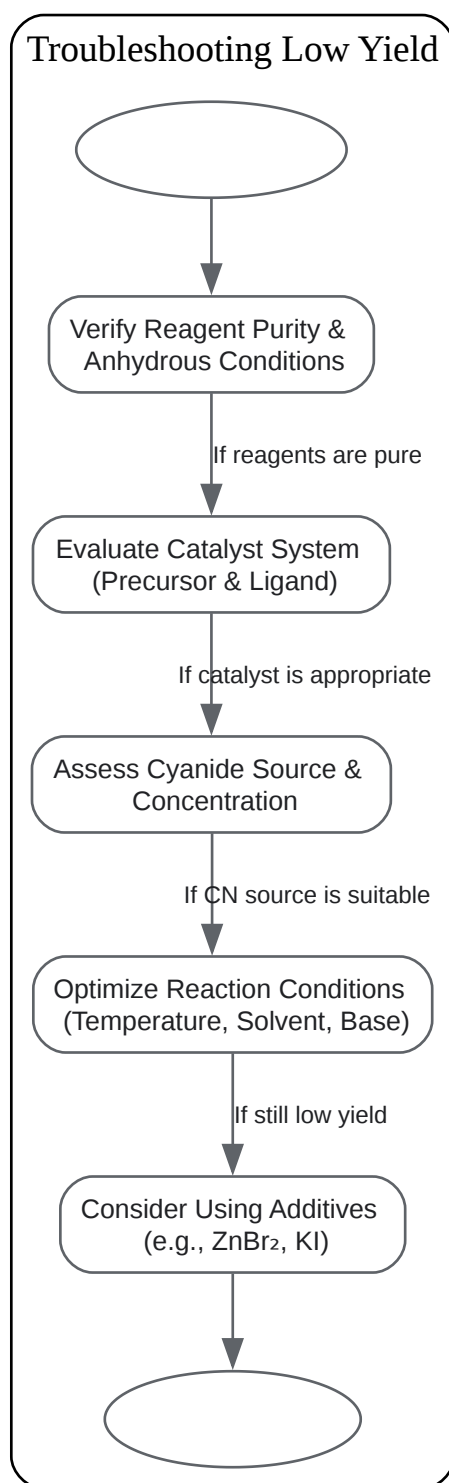 Troubleshooting Low Yield
Verify Reagent Purity &
Anhydrous Conditions
If reagents are pure
Evaluate Catalyst System
(Precursor & Ligand)
If catalyst is appropriate
Assess Cyanide Source &
Concentration
If CN source is suitable
Optimize Reaction Conditions
(Temperature, Solvent, Base)
If still low yield
Consider Using Additives
(e.g., ZnBr₂, KI)